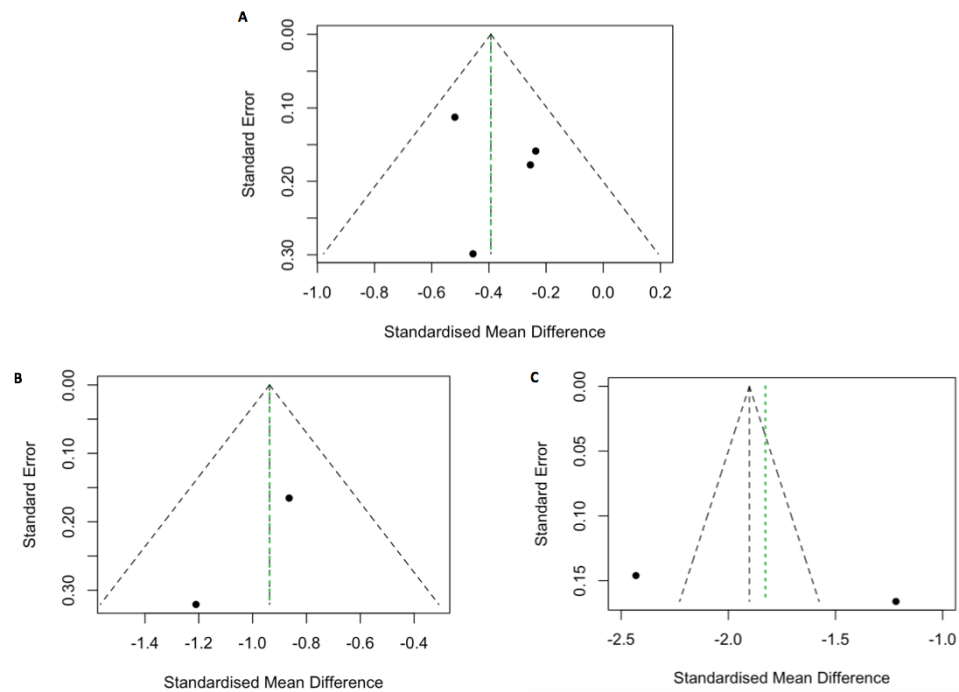 A
0.00
0.10
0.20
0.30
Standard Error
-1.0 -0.8 -0.6 -0.4 -0.2 0.0 0.2
Standardised Mean Difference
B
0.00
0.10
0.20
0.30
Standard Error
-1.4 -1.2 -1.0 -0.8 -0.6 -0.4
Standardised Mean Difference
C
0.00
0.05
0.10
0.15
Standard Error
-2.5 -2.0 -1.5 -1.0
Standardised Mean Difference